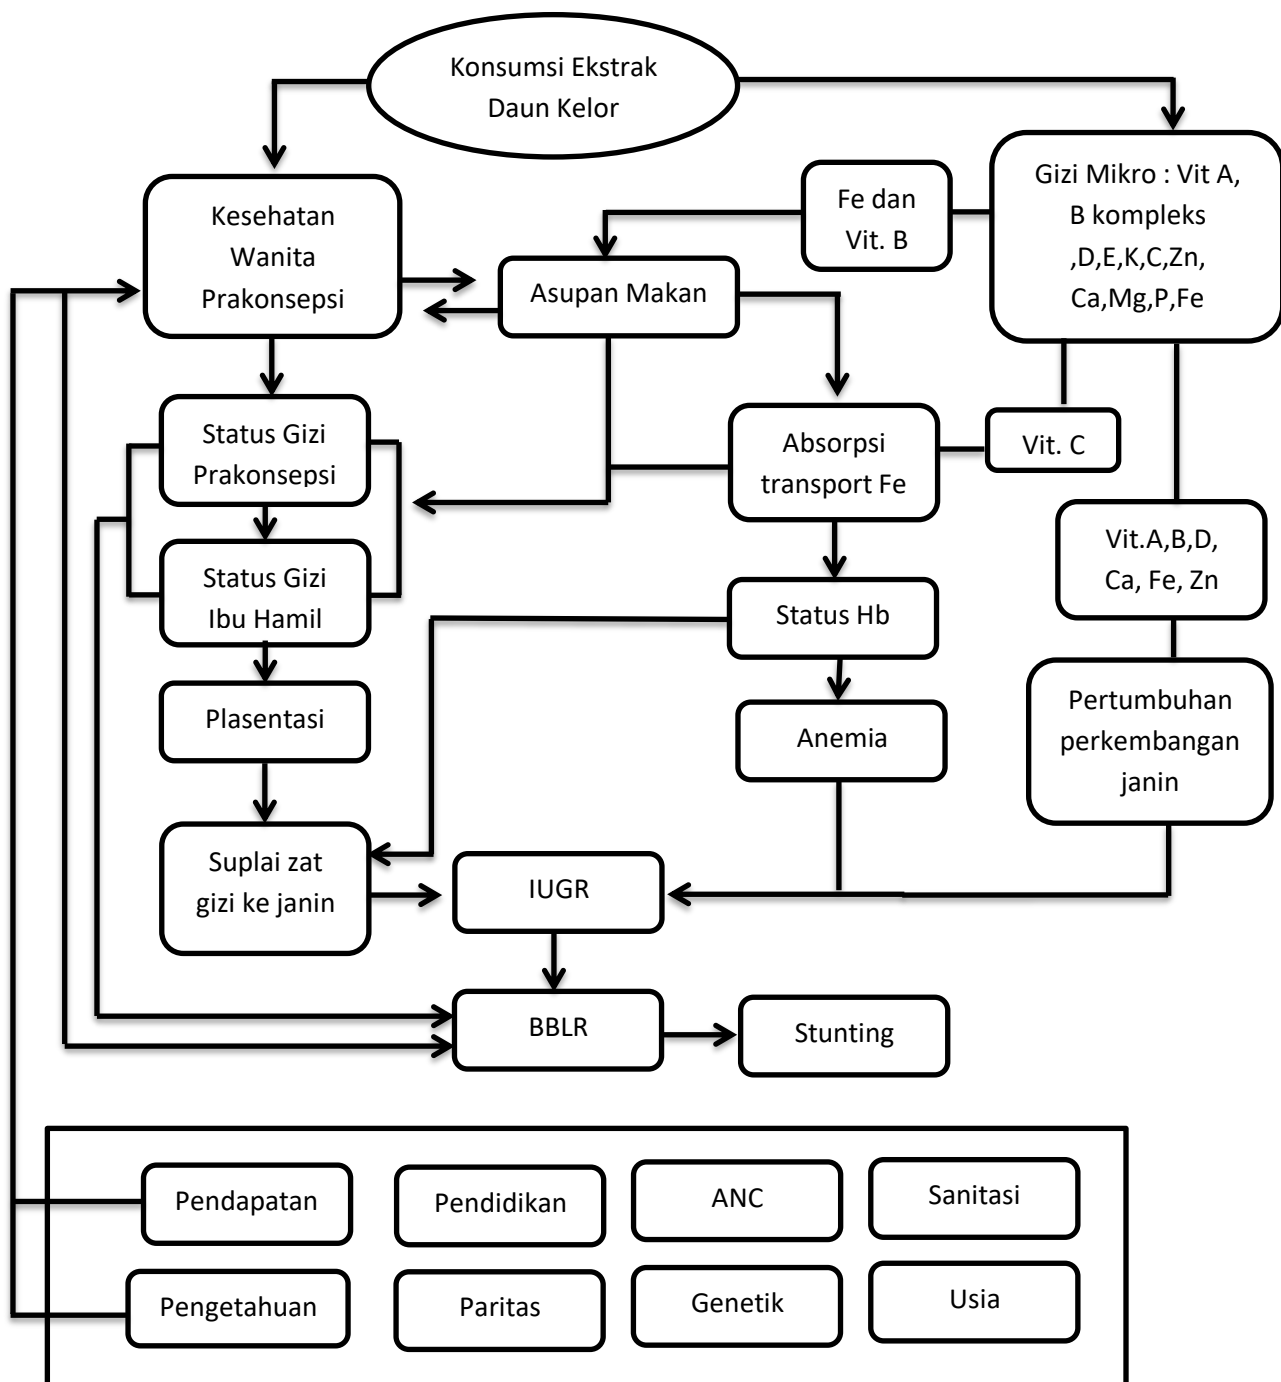 Konsumsi Ekstrak
Daun Kelor
Kesehatan
Wanita
Prakonsepsi
Fe dan
Vit. B
Gizi Mikro : Vit A,
B kompleks
,D,E,K,C,Zn,
Ca,Mg,P,Fe
Asupan Makan
Status Gizi
Prakonsepsi
Absorpsi
transport Fe
Vit. C
Status Gizi
Ibu Hamil
Status Hb
Vit.A,B,D,
Ca, Fe, Zn
Plasentasi
Anemia
Pertumbuhan
perkembangan
janin
Suplai zat
gizi ke janin
IUGR
BBLR
Stunting
Pendapatan
Pendidikan
ANC
Sanitasi
Pengetahuan
Paritas
Genetik
Usia